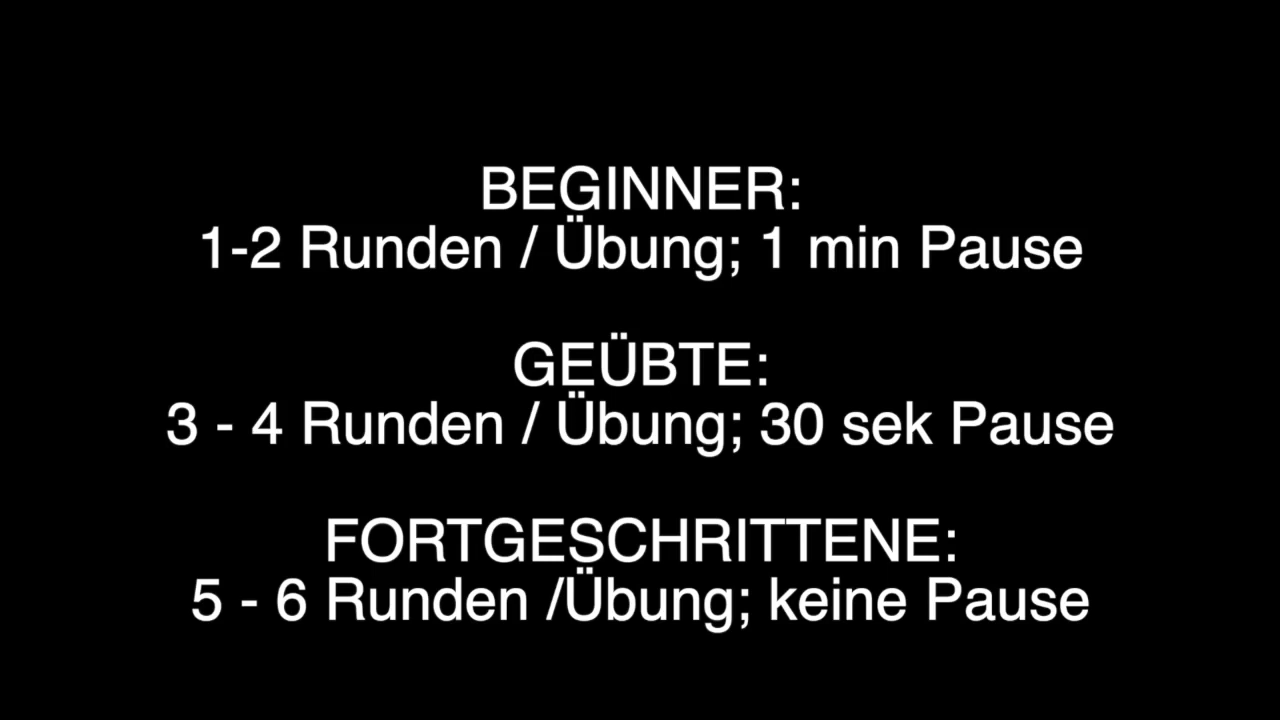 BEGINNER:
1-2 Runden / Übung; 1 min Pause
GEÜBTE:
3 - 4 Runden / Übung; 30 sek Pause
FORTGESCHRITTENE:
5 - 6 Runden /Übung; keine Pause